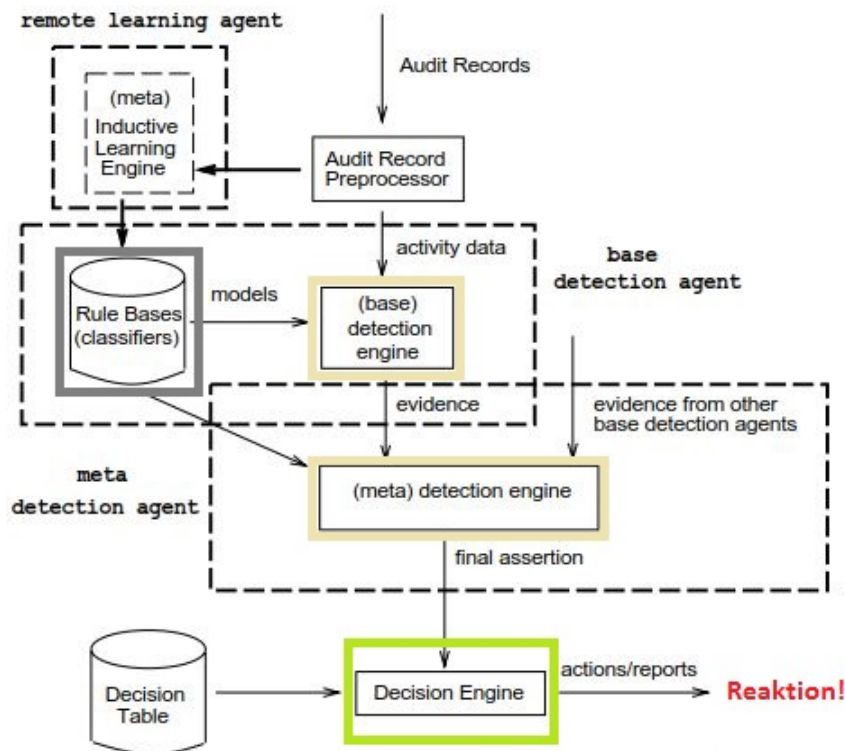 remote learning agent
Audit Records
(meta)
Inductive
Learning
Engine
Audit Record
Preprocessor
activity data
base
detection agent
models
Rule Bases
(classifiers)
(base)
detection
engine
evidence
evidence from other
base detection agents
meta
detection agent
(meta) detection engine
final assertion
Decision
Table
Decision Engine
actions/reports
Reaktion!